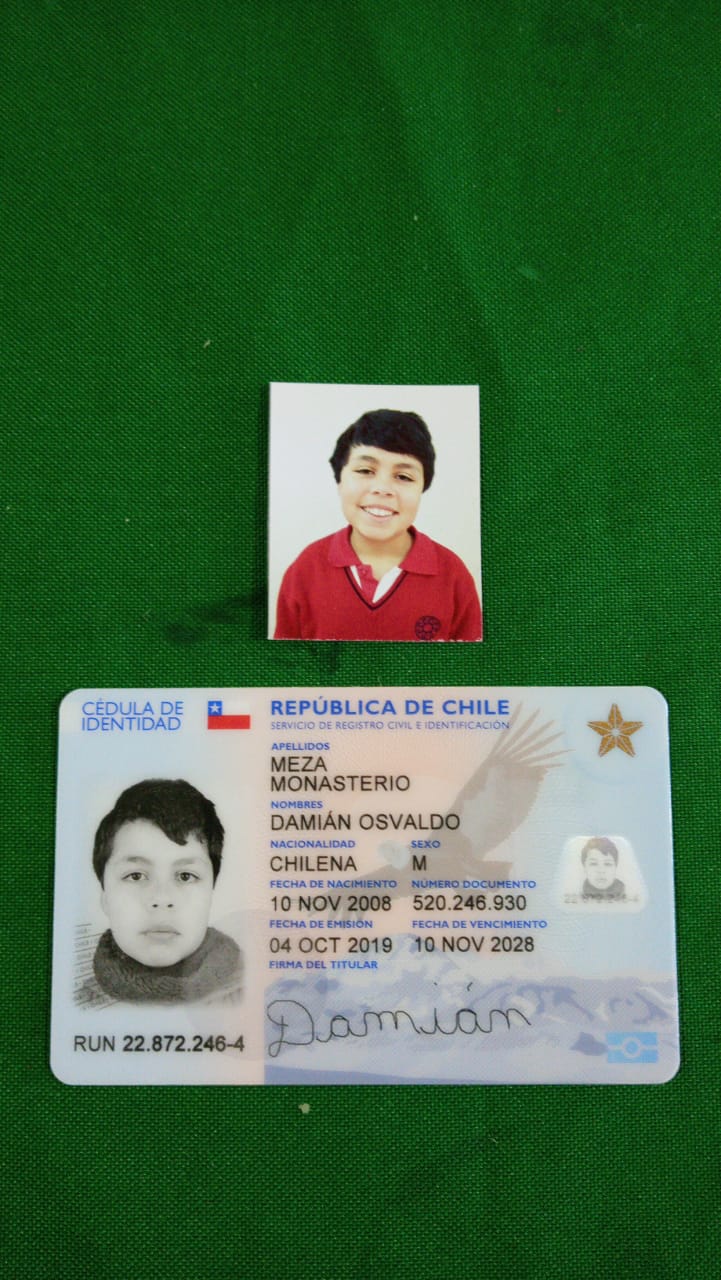 CÉDULA DE
IDENTIDAD
REPÚBLICA DE CHILE
SERVICIO DE REGISTRO CIVIL E IDENTIFICACIÓN
APELLIDOS
MEZA
MONASTERIO
NOMBRES
DAMIÁN OSVALDO
NACIONALIDAD SEXO
CHILENA M
FECHA DE NACIMIENTO NÚMERO DOCUMENTO
10 NOV 2008 520.246.930
FECHA DE EMISIÓN FECHA DE VENCIMIENTO
04 OCT 2019 10 NOV 2028
FIRMA DEL TITULAR
Damián
RUN 22.872.246-4
22.872.246-4